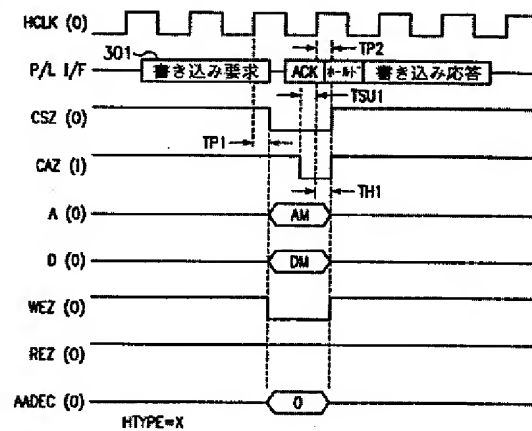 HCLK (0)
TP2
301
P/L I/F
書き込み要求
ACK
ホールド
書き込み応答
TSU1
CSZ (0)
TP1
CAZ (1)
TH1
A (0)
AM
D (0)
DM
WEZ (0)
REZ (0)
AADEC (0)
0
HTYPE=X